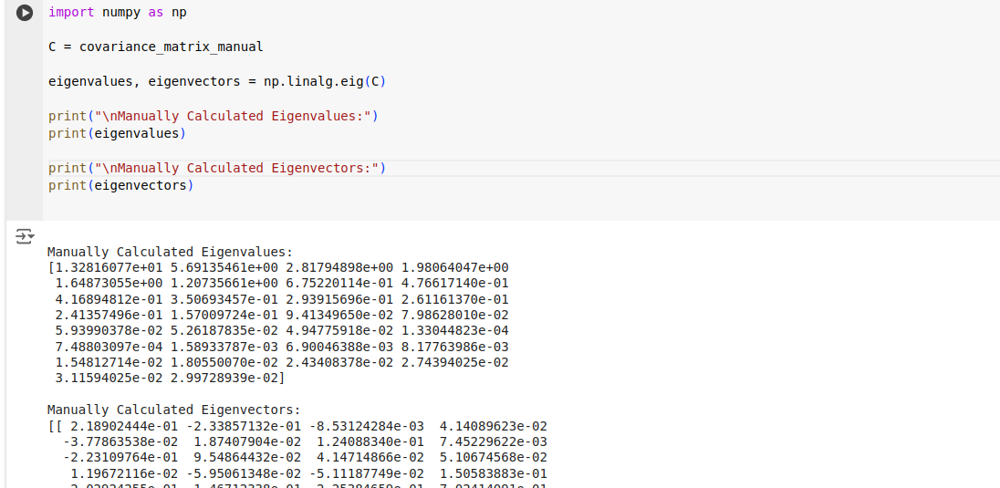 import numpy as np
C = covariance_matrix_manual
eigenvalues, eigenvectors = np.linalg.eig(C)
print("\nManually Calculated Eigenvalues:")
print(eigenvalues)
print("\nManually Calculated Eigenvectors:")
print(eigenvectors)
Manually Calculated Eigenvalues:
[1.32816077e+01 5.69135461e+00 2.81794898e+00 1.98064047e+00
1.64873055e+00 1.20735661e+00 6.75220114e-01 4.76617140e-01
4.16894812e-01 3.50693457e-01 2.93915696e-01 2.61161370e-01
2.41357496e-01 1.57009724e-01 9.41349650e-02 7.98628010e-02
5.93990378e-02 5.26187835e-02 4.94775918e-02 1.33044823e-04
7.48803097e-04 1.58933787e-03 6.90046388e-03 8.17763986e-03
1.54812714e-02 1.80550070e-02 2.43408378e-02 2.74394025e-02
3.11594025e-02 2.99728939e-02]
Manually Calculated Eigenvectors:
[[ 2.18902444e-01 -2.33857132e-01 -8.53124284e-03 4.14089623e-02
-3.77863538e-02 1.87407904e-02 1.24088340e-01 7.45229622e-03
-2.23109764e-01 9.54864432e-02 4.14714866e-02 5.10674568e-02
1.19672116e-02 -5.95061348e-02 -5.11187749e-02 1.50583883e-01